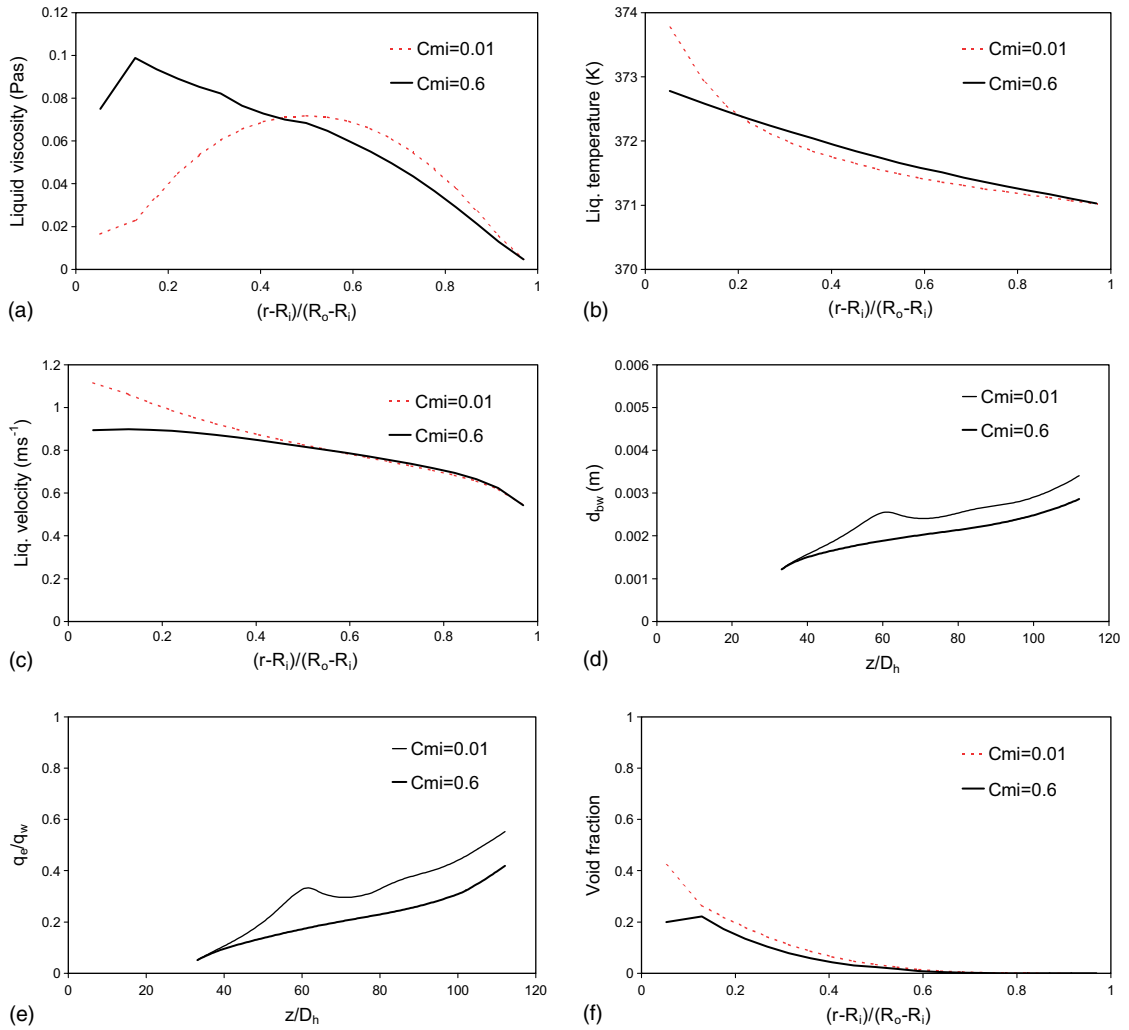 Liquid viscosity (Pas)
0.12
0.1
0.08
0.06
0.04
0.02
0
0
0.2
0.4
0.6
0.8
1
Cmi=0.01
Cmi=0.6
(r-Ri)/(Ro-Ri)
(a)
Liq. temperature (K)
374
373
372
371
370
0
0.2
0.4
0.6
0.8
1
Cmi=0.01
Cmi=0.6
(r-Ri)/(Ro-Ri)
(b)
Liq. velocity (ms-1)
1.2
1
0.8
0.6
0.4
0.2
0
0
0.2
0.4
0.6
0.8
1
Cmi=0.01
Cmi=0.6
(r-Ri)/(Ro-Ri)
(c)
dbw (m)
0.006
0.005
0.004
0.003
0.002
0.001
0
0
20
40
60
80
100
120
Cmi=0.01
Cmi=0.6
z/Dh
(d)
qe/qw
1
0.8
0.6
0.4
0.2
0
0
20
40
60
80
100
120
Cmi=0.01
Cmi=0.6
z/Dh
(e)
Void fraction
1
0.8
0.6
0.4
0.2
0
0
0.2
0.4
0.6
0.8
1
Cmi=0.01
Cmi=0.6
(r-Ri)/(Ro-Ri)
(f)